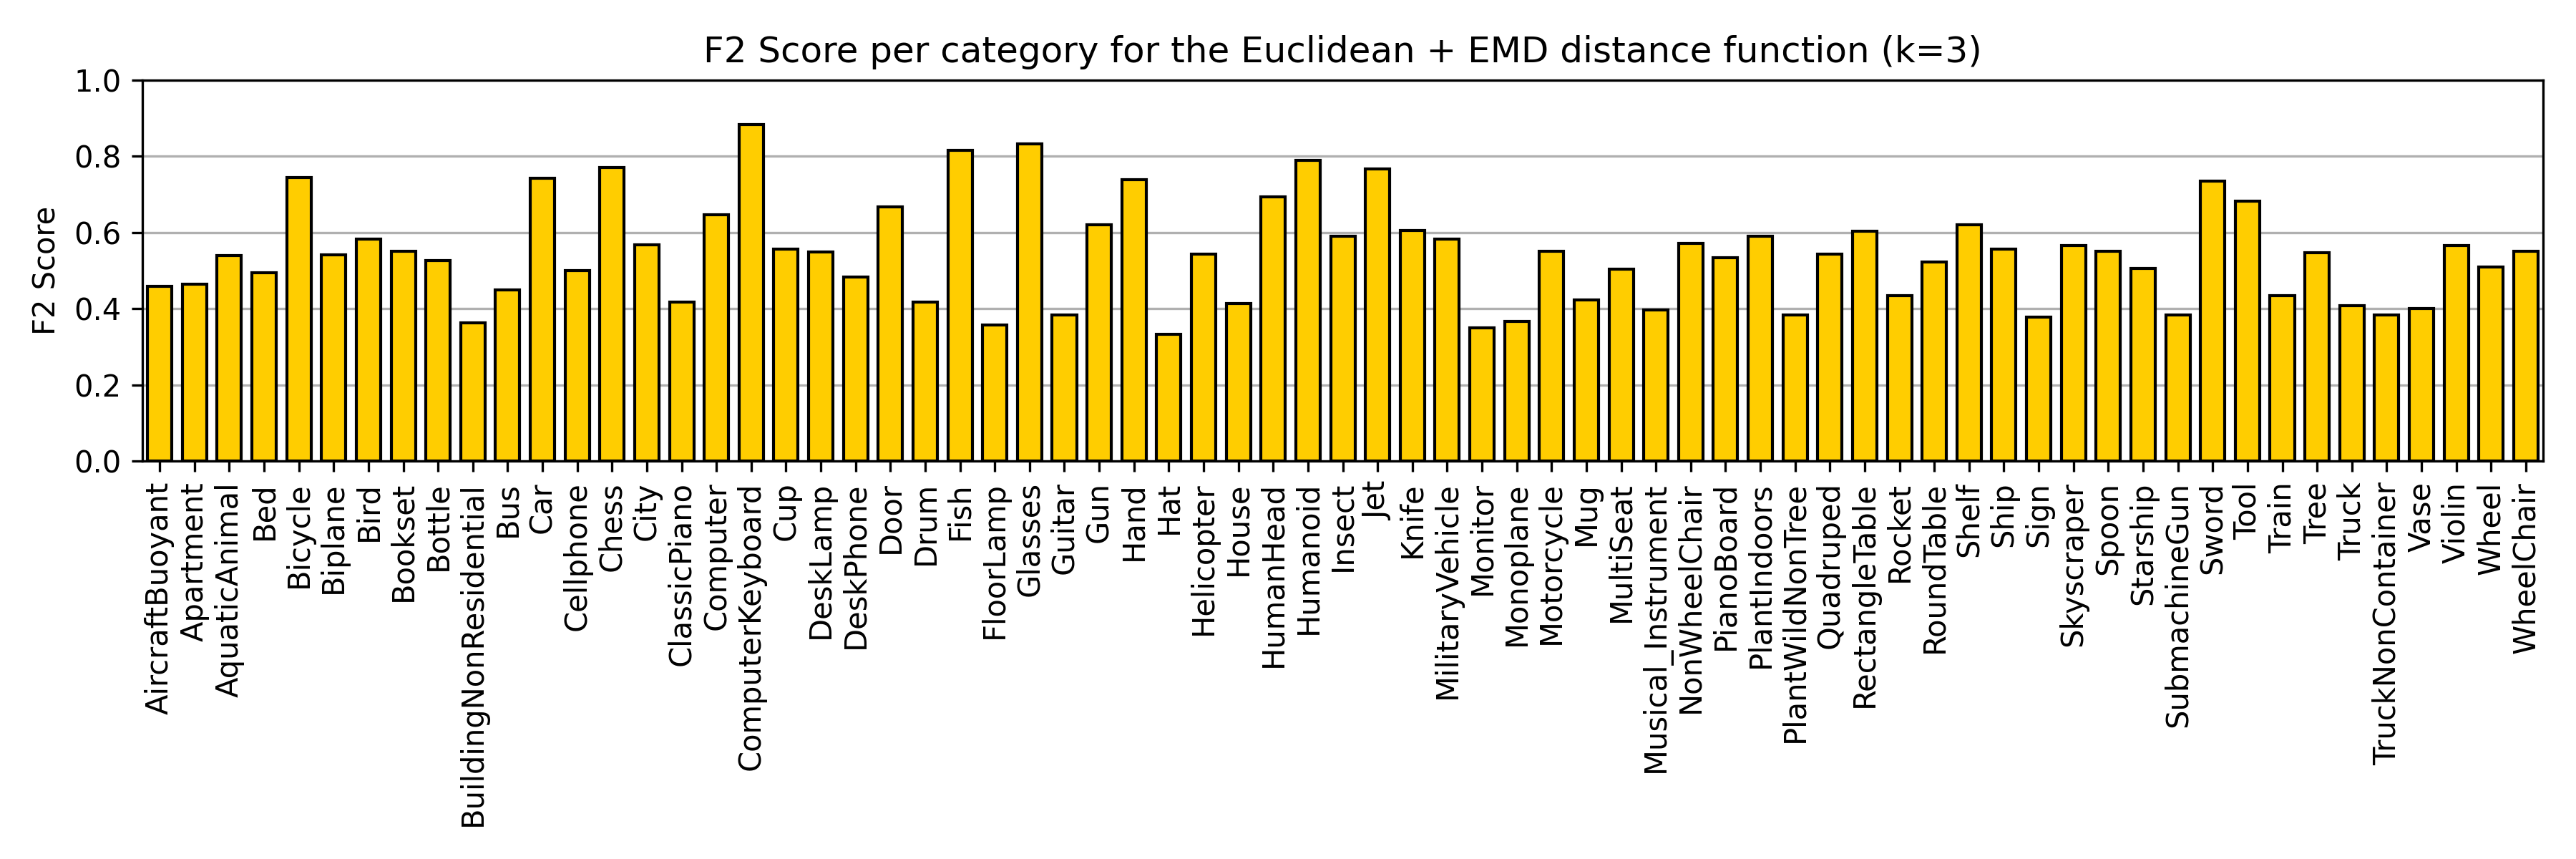 F2 Score per category for the Euclidean + EMD distance function (k=3)
F2 Score
1.0
0.8
0.6
0.4
0.2
0.0
AircraftBuoyant
Apartment
AquaticAnimal
Bed
Bicycle
Biplane
Bird
Bookset
Bottle
BuildingNonResidential
Bus
Car
Cellphone
Chess
City
ClassicPiano
Computer
ComputerKeyboard
Cup
DeskLamp
DeskPhone
Door
Drum
Fish
FloorLamp
Glasses
Guitar
Gun
Hand
Hat
Helicopter
House
HumanHead
Humanoid
Insect
Jet
Knife
MilitaryVehicle
Monitor
Monoplane
Motorcycle
Mug
MultiSeat
Musical_Instrument
NonWheelChair
PianoBoard
PlantIndoors
PlantWildNonTree
Quadruped
RectangleTable
Rocket
RoundTable
Shelf
Ship
Sign
Skyscraper
Spoon
Starship
SubmachineGun
Sword
Tool
Train
Tree
Truck
TruckNonContainer
Vase
Violin
Wheel
WheelChair